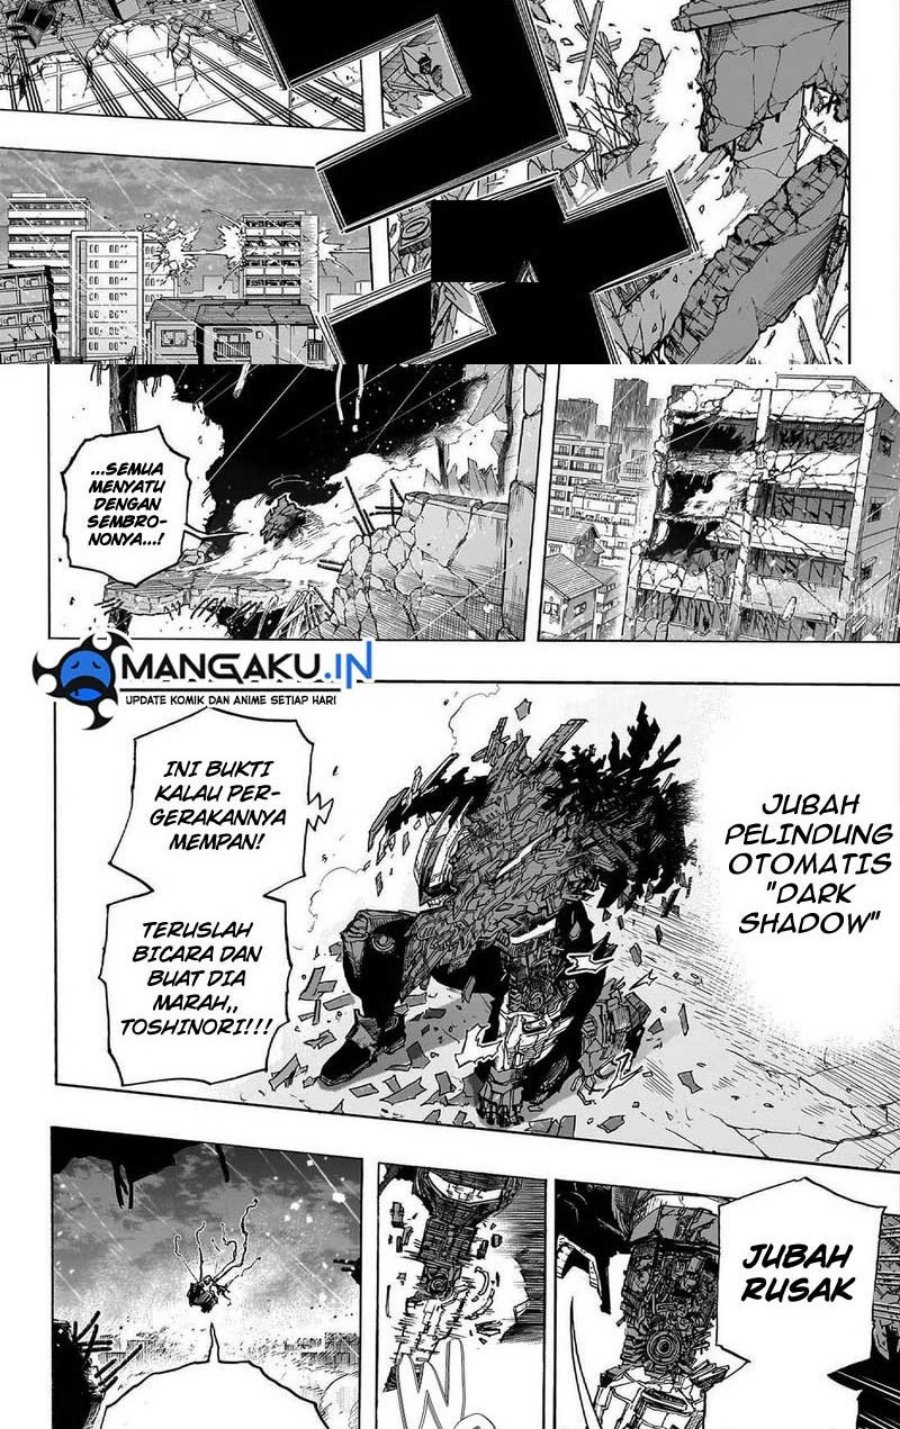 ...SEMUA
MENYATU
DENGAN
SEMBRO-
NONYA...!
MANGAKU.IN
UPDATE KOMIK DAN ANIME SETIAP HARI
JUBAH
PELINDUNG
OTOMATIS
"DARK
SHADOW"
INI BUKTI
KALAU PER-
GERAKANNYA
MEMPAN!
TERUSLAH
BICARA DAN
BUAT DIA
MARAH,,
TOSHINORI!!!
JUBAH
RUSAK